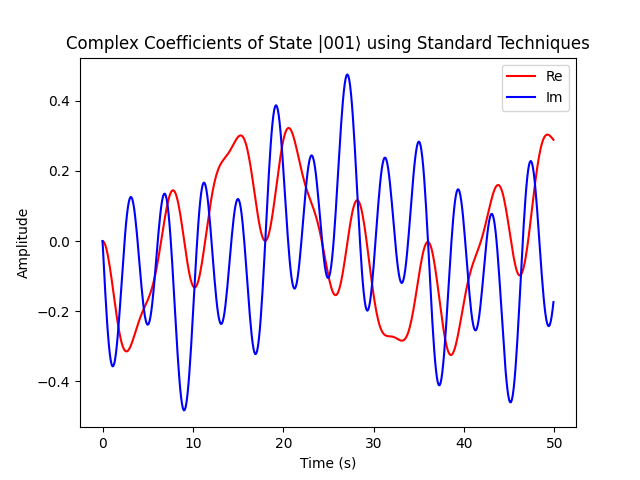 Complex Coefficients of State |001⟩ using Standard Techniques
Re
Im
0.4
0.2
0.0
−0.2
−0.4
Amplitude
0
10
20
30
40
50
Time (s)